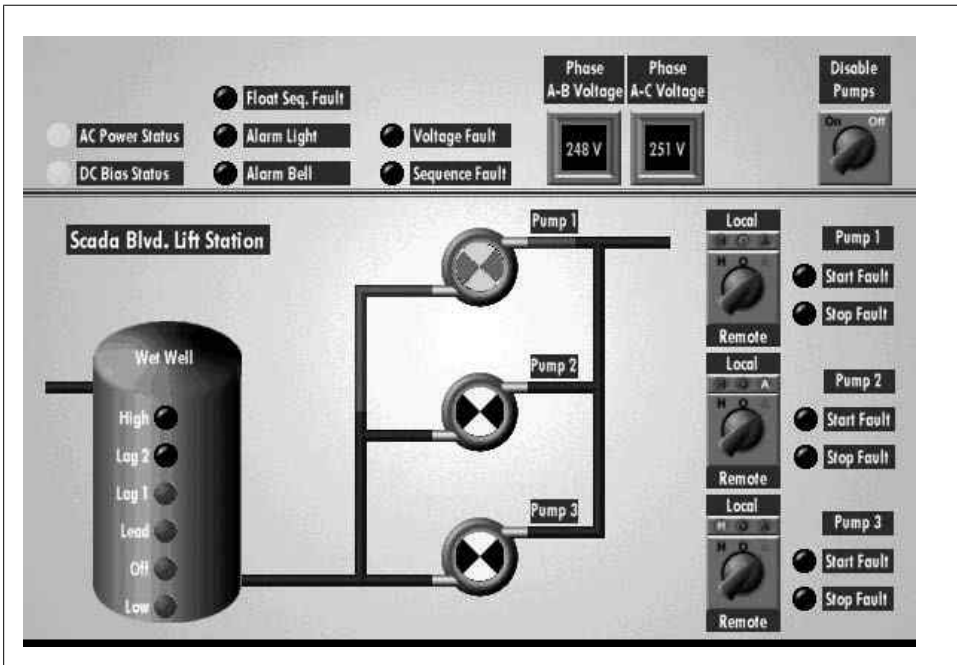 Phase A-B Voltage
Phase A-C Voltage
Disable Pumps
Float Seq. Fault
On Off
AC Power Status
Alarm Light
Voltage Fault
248 V
251 V
DC Bias Status
Alarm Bell
Sequence Fault
Scada Blvd. Lift Station
Pump 1
Local
Pump 1
H O
Start Fault
Stop Fault
Remote
Wet Well
High
Lag 2
Lag 1
Lead
Off
Low
Pump 2
Local
Pump 2
A
H O
Start Fault
Stop Fault
Remote
Pump 3
Local
Pump 3
H
H O
Start Fault
Stop Fault
Remote